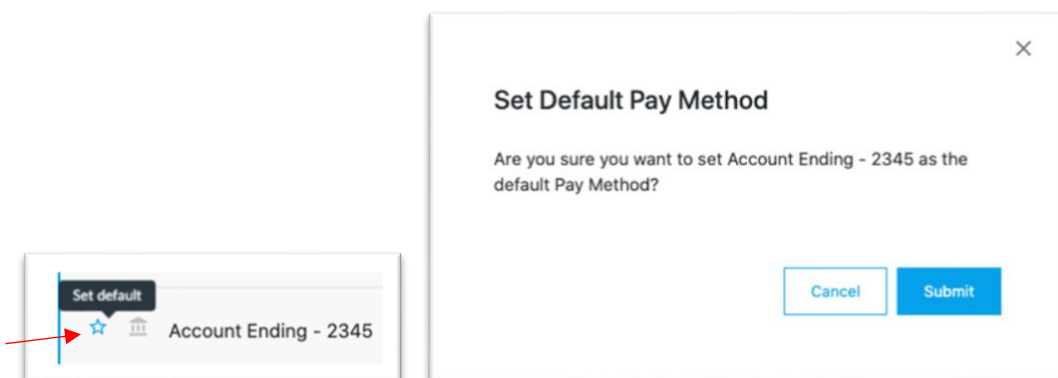 Set default
Account Ending - 2345
Set Default Pay Method
Are you sure you want to set Account Ending - 2345 as the
default Pay Method?
Cancel
Submit